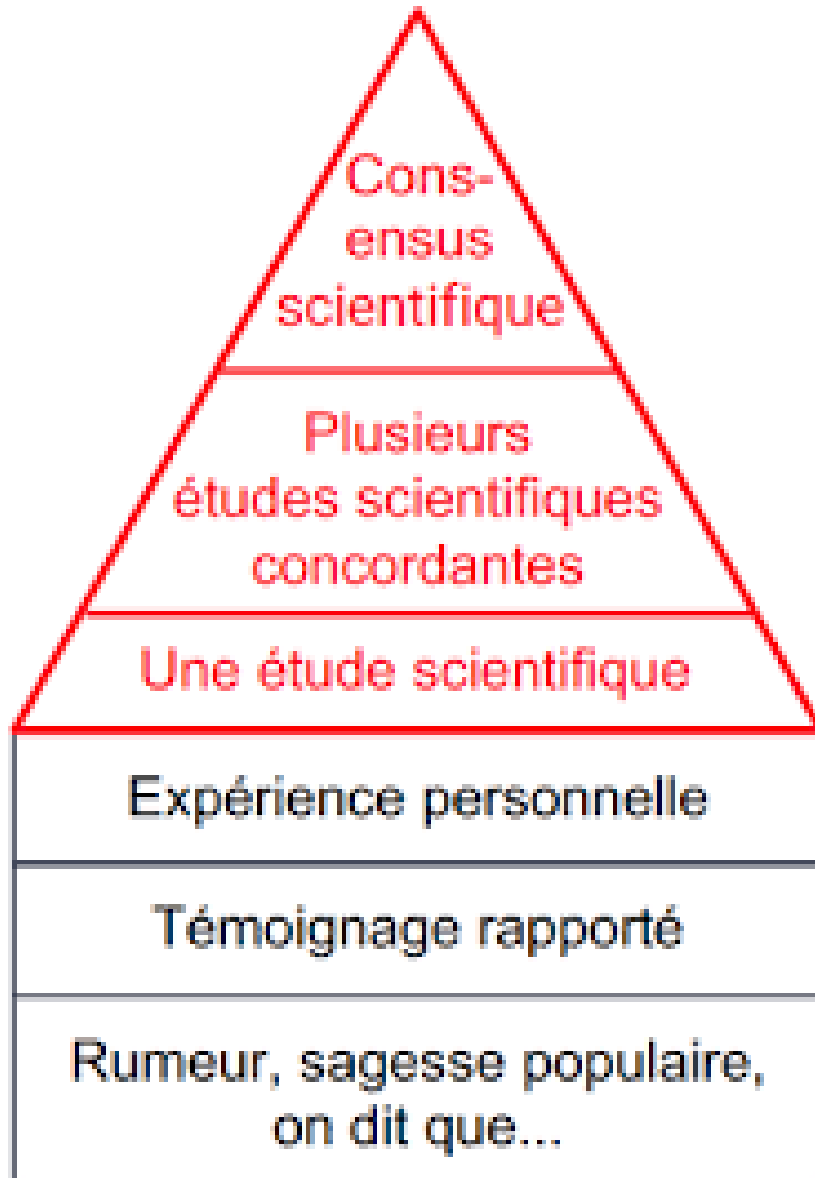 Cons-
ensus
scientifique
Plusieurs
études scientifiques
concordantes
Une étude scientifique
Expérience personnelle
Témoignage rapporté
Rumeur, sagesse populaire,
on dit que...